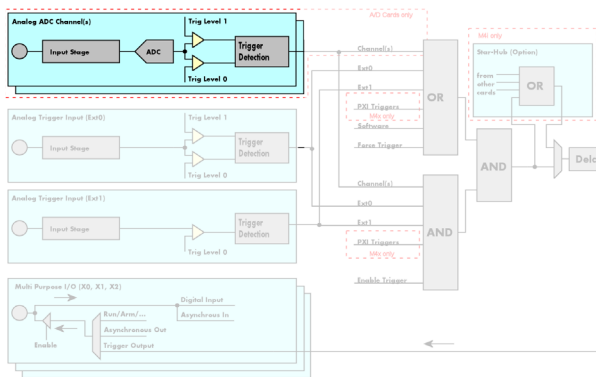 Analog ADC Channel(s)
Trig Level 1
Input Stage
ADC
Trigger
Detection
Trig Level 0
Analog Trigger Input (Ext0)
Trig Level 1
Input Stage
Trigger
Detection
Trig Level 0
Analog Trigger Input (Ext1)
Input Stage
Trigger
Detection
Trig Level 0
Multi Purpose I/O (X0, X1, X2)
Digital Input
Asynchronous In
Run/Arm/...
Asynchronous Out
Trigger Output
Enable
A/D Cards only
Channel(s)
Ext0
Ext1
PXI Triggers
M4x only
Software
Force Trigger
OR
Channel(s)
Ext0
Ext1
PXI Triggers
M4x only
Enable Trigger
AND
AND
M4i only
Star-Hub (Option)
from
other
cards
OR
Dela